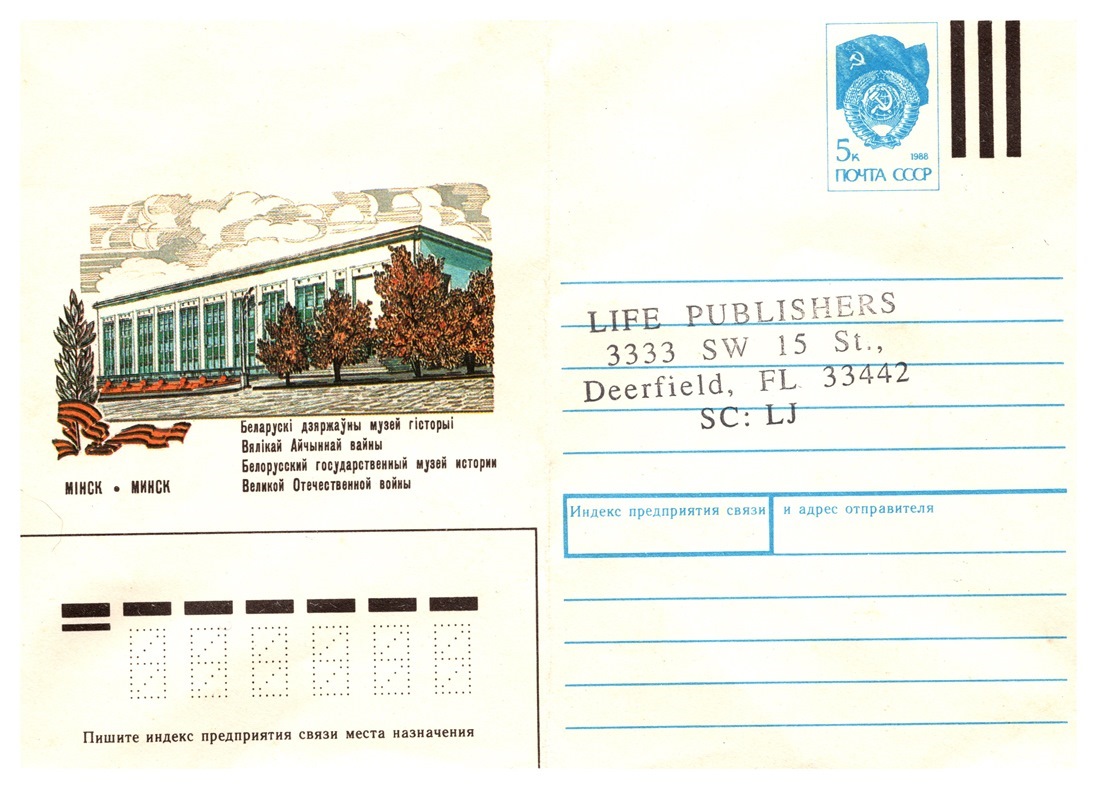 5к 1988
ПОЧТА СССР
LIFE PUBLISHERS
3333 SW 15 St.,
Deerfield, FL 33442
SC: LJ
Беларускі дзяржаўны музей гісторыі
Вялікай Айчыннай вайны
Белорусский государственный музей истории
Великой Отечественной войны
МІНСК • МИНСК
Индекс предприятия связи и адрес отправителя
Пишите индекс предприятия связи места назначения